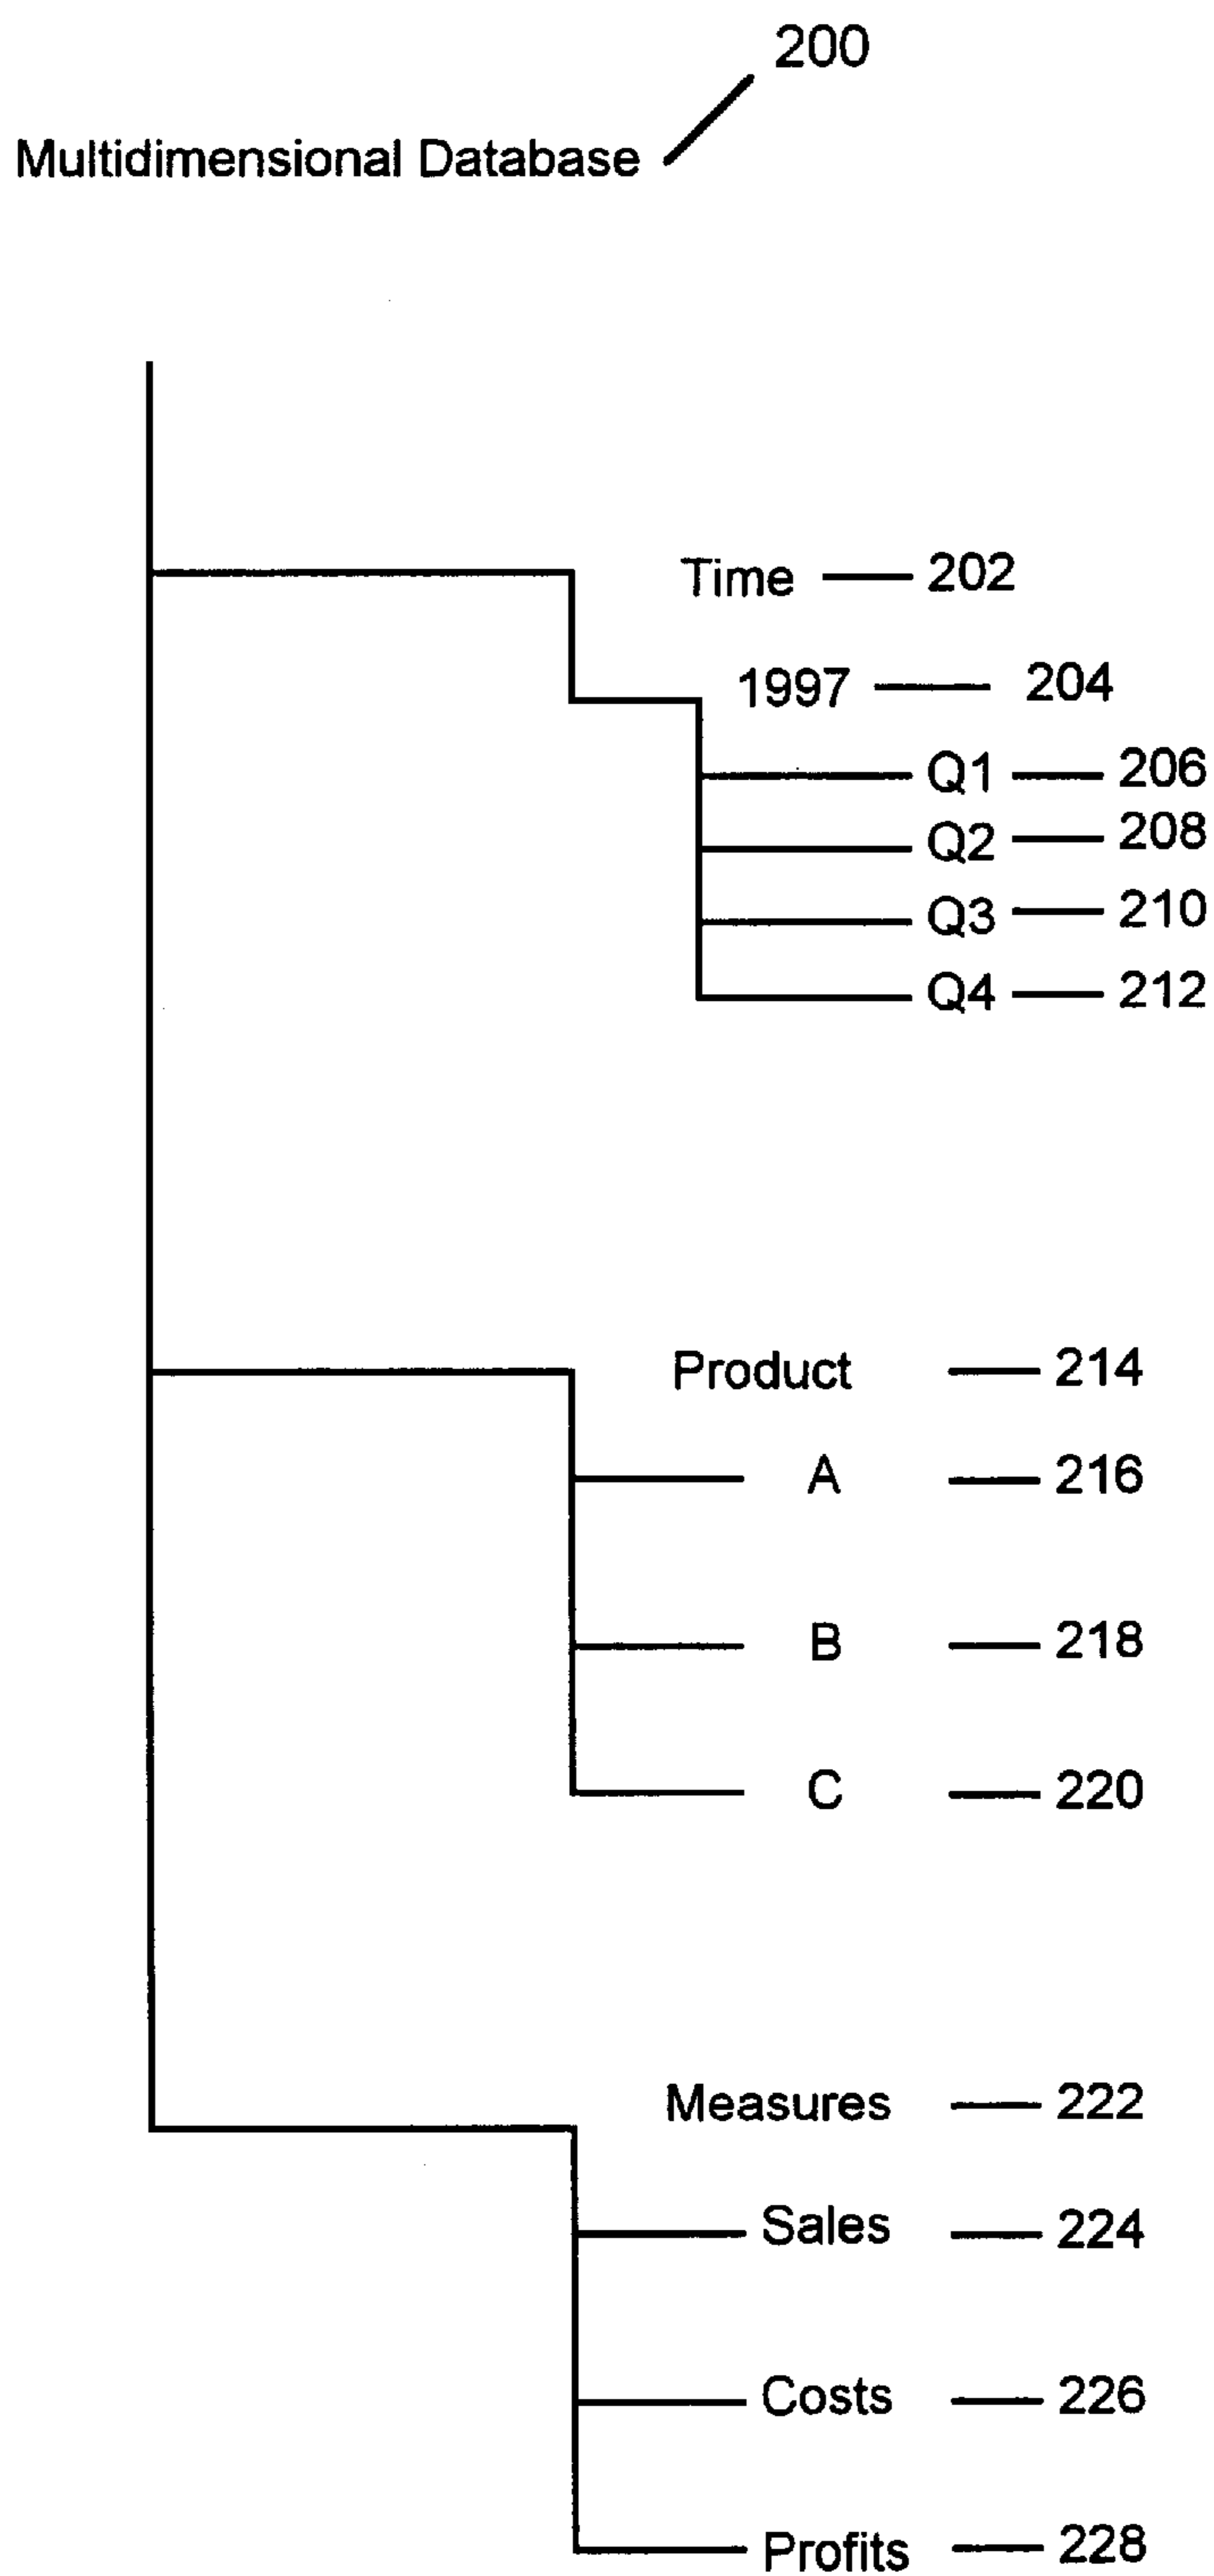 200
Multidimensional Database
Time 202
1997 204
Q1 206
Q2 208
Q3 210
Q4 212
Product 214
A 216
B 218
C 220
Measures 222
Sales 224
Costs 226
Profits 228